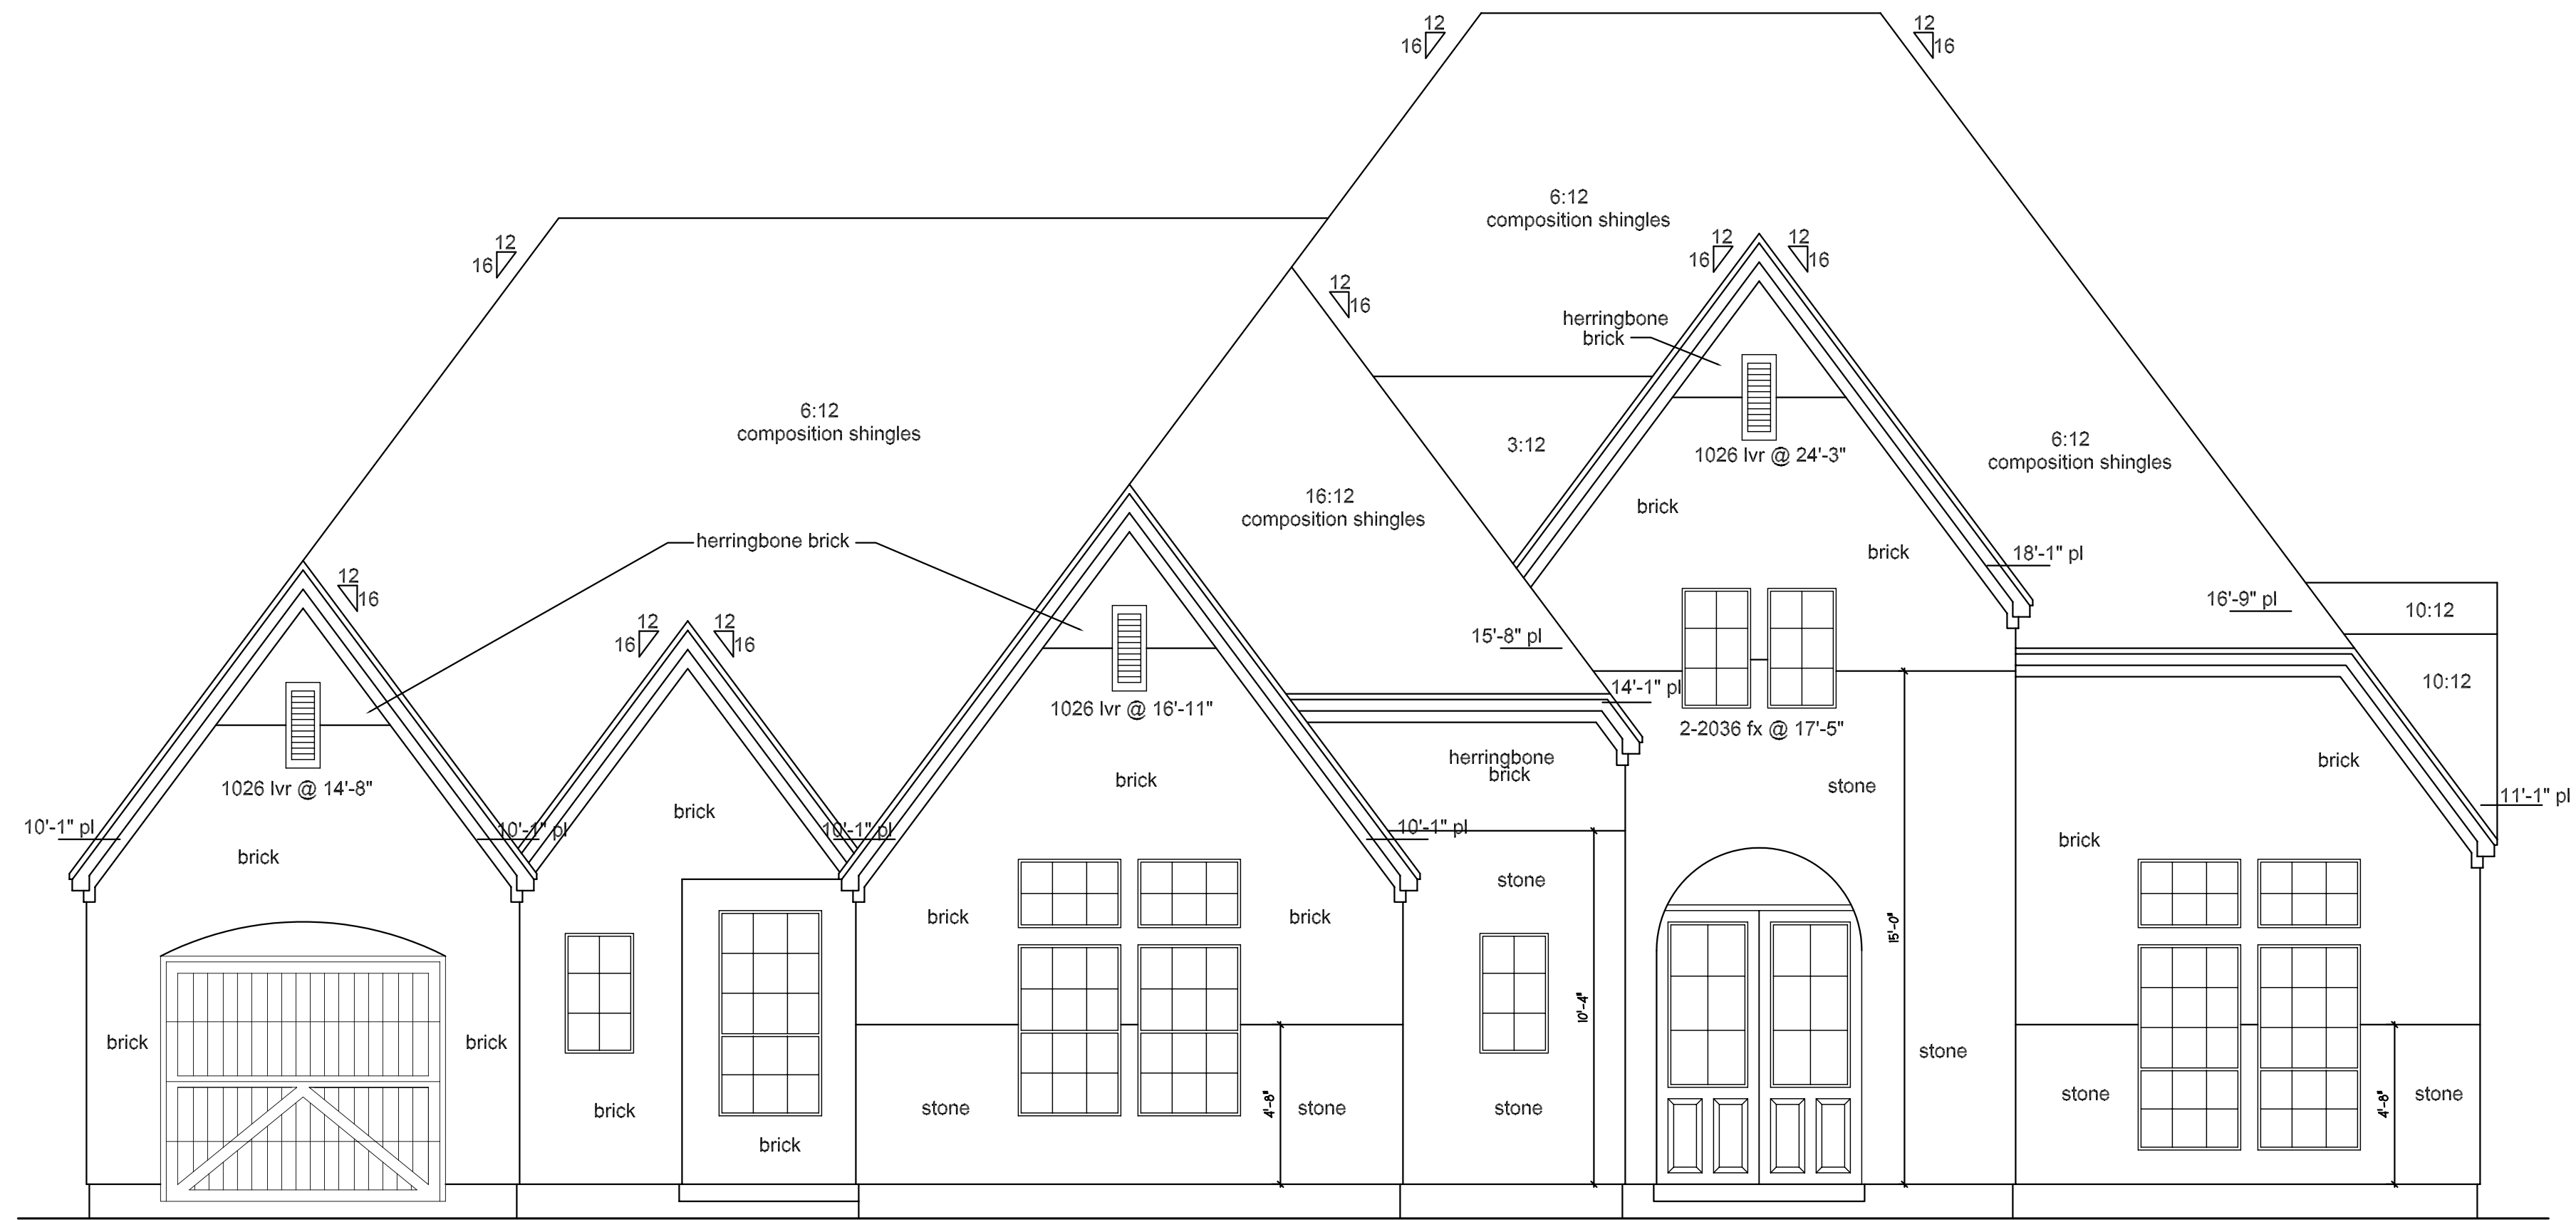 12
16
12
16
6:12
composition shingles
12
16
12
16
12
16
12
16
herringbone
brick
6:12
composition shingles
3:12
1026 lvr @ 24'-3"
6:12
composition shingles
16:12
composition shingles
brick
brick
18'-1" pl
herringbone brick
12
16
16'-9" pl
10:12
12
16
12
16
15'-8" pl
14'-1" pl
10:12
1026 lvr @ 16'-11"
2-2036 fx @ 17'-5"
herringbone
brick
brick
brick
1026 lvr @ 14'-8"
stone
11'-1" pl
brick
10'-1" pl
10'-1" pl
10'-1" pl
10'-1" pl
brick
brick
stone
brick
brick
15'-0"
10'-4"
brick
brick
stone
brick
stone
4'-8"
stone
stone
stone
4'-8"
stone
brick